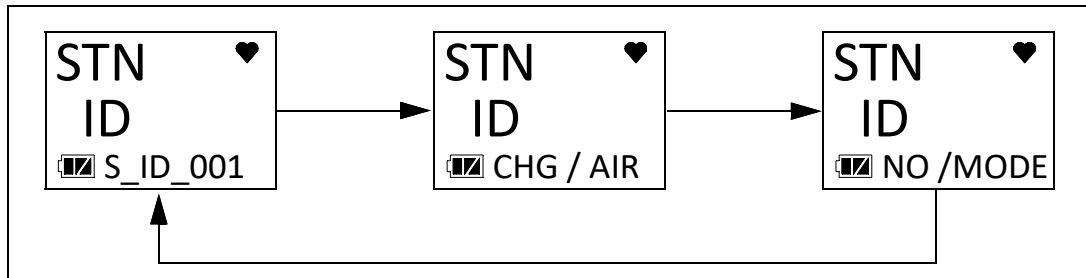 STN
ID
S_ID_001
STN
ID
CHG / AIR
STN
ID
NO /MODE